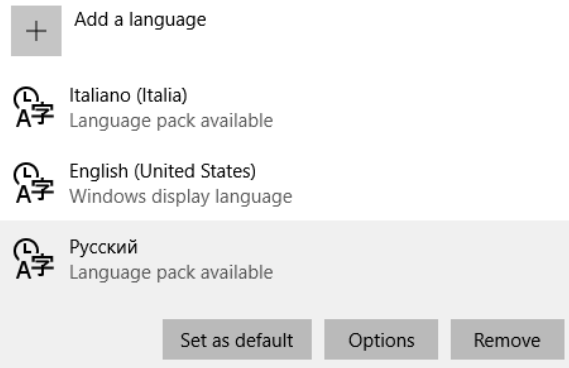 Add a language
Italiano (Italia)
Language pack available
English (United States)
Windows display language
Русский
Language pack available
Set as default Options Remove